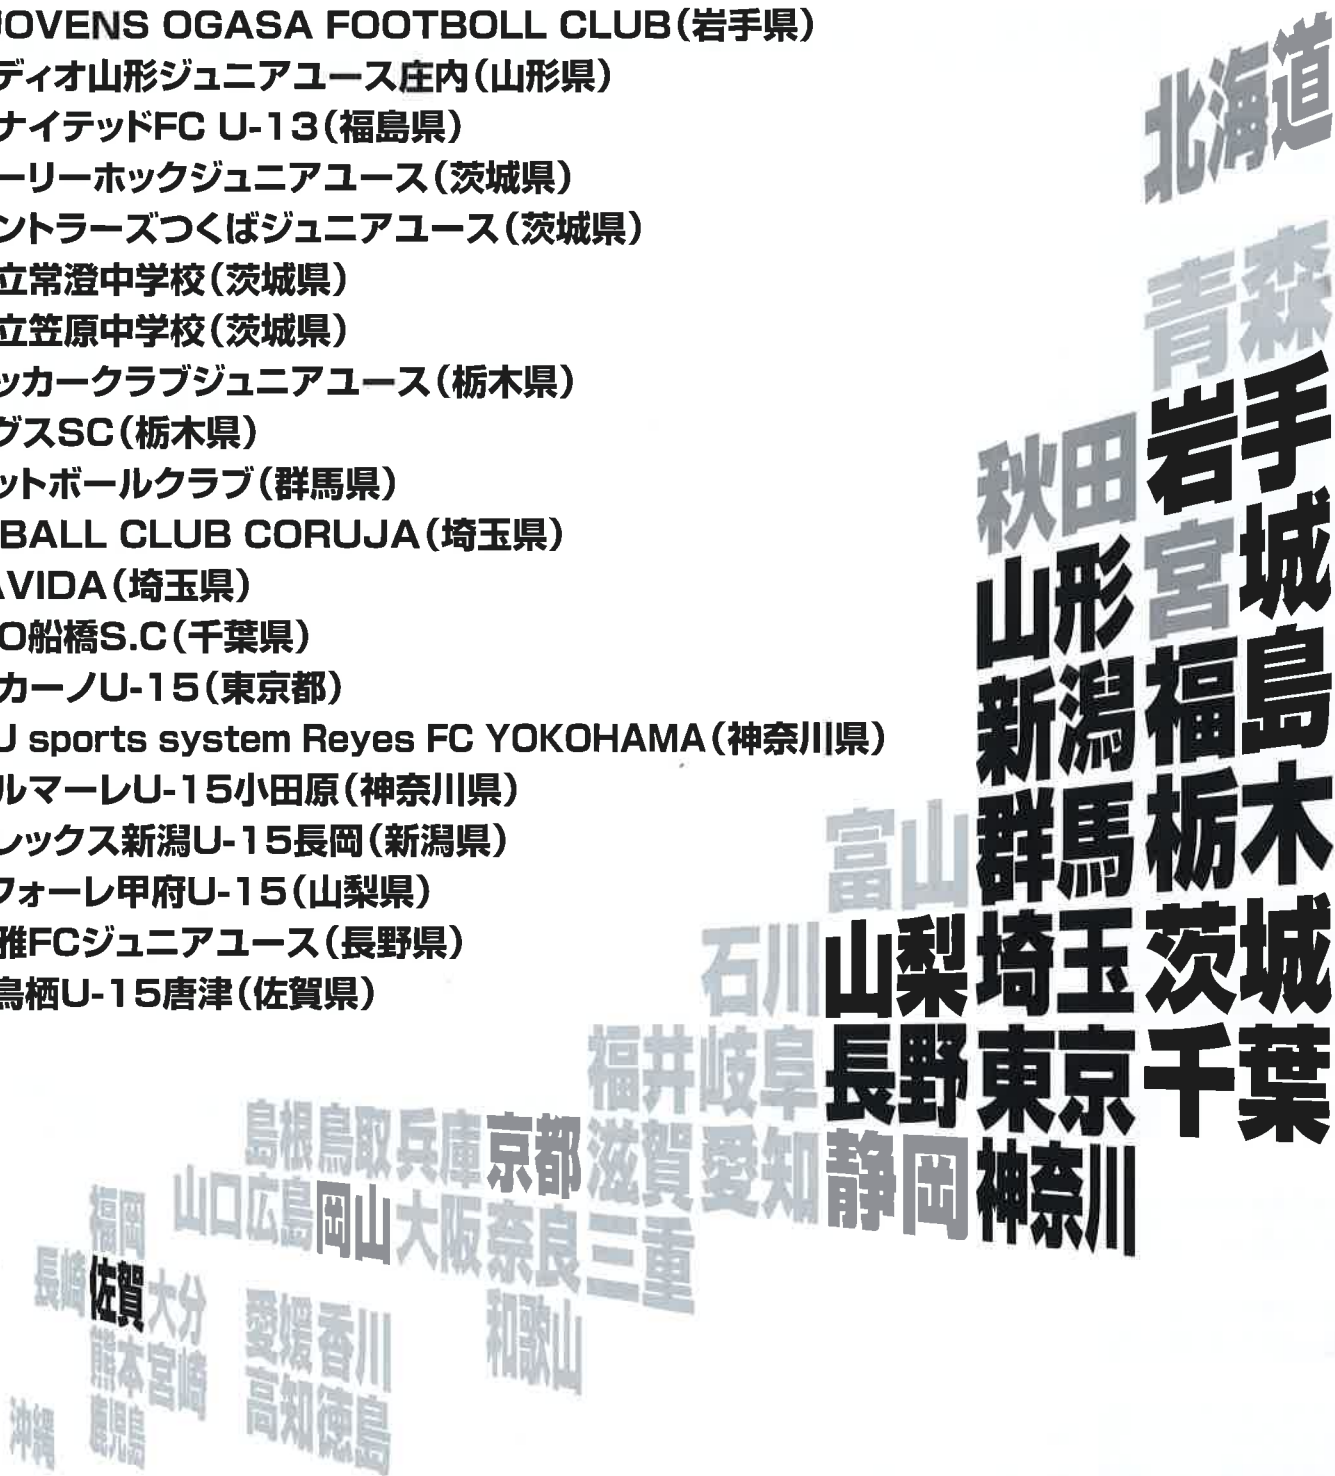 JOVENS OGASA FOOTBOLL CLUB(岩手県)
ディオ山形ジュニアユース庄内(山形県)
ナイテッドFC U-13(福島県)
ーリーホックジュニアユース(茨城県)
ントラーズつくばジュニアユース(茨城県)
立常澄中学校(茨城県)
立笠原中学校(茨城県)
ッカークラブジュニアユース(栃木県)
グスSC(栃木県)
ットボールクラブ(群馬県)
BALL CLUB CORUJA(埼玉県)
AVIDA(埼玉県)
O船橋S.C(千葉県)
カーノU-15(東京都)
U sports system Reyes FC YOKOHAMA(神奈川県)
ルマーレU-15小田原(神奈川県)
レックス新潟U-15長岡(新潟県)
フォーレ甲府U-15(山梨県)
雅FCジュニアユース(長野県)
鳥栖U-15唐津(佐賀県)
北海道
青森
秋田 岩手
山形 宮城
新潟 福島
富山 群馬 栃木
石川 山梨 埼玉 茨城
福井 岐阜 長野 東京 千葉
島根 鳥取 兵庫 京都 滋賀 愛知 静岡 神奈川
福岡 山口 広島 岡山 大阪 奈良 三重
長崎 佐賀 大分 愛媛 香川 和歌山
熊本 宮崎 高知 徳島
沖縄 鹿児島